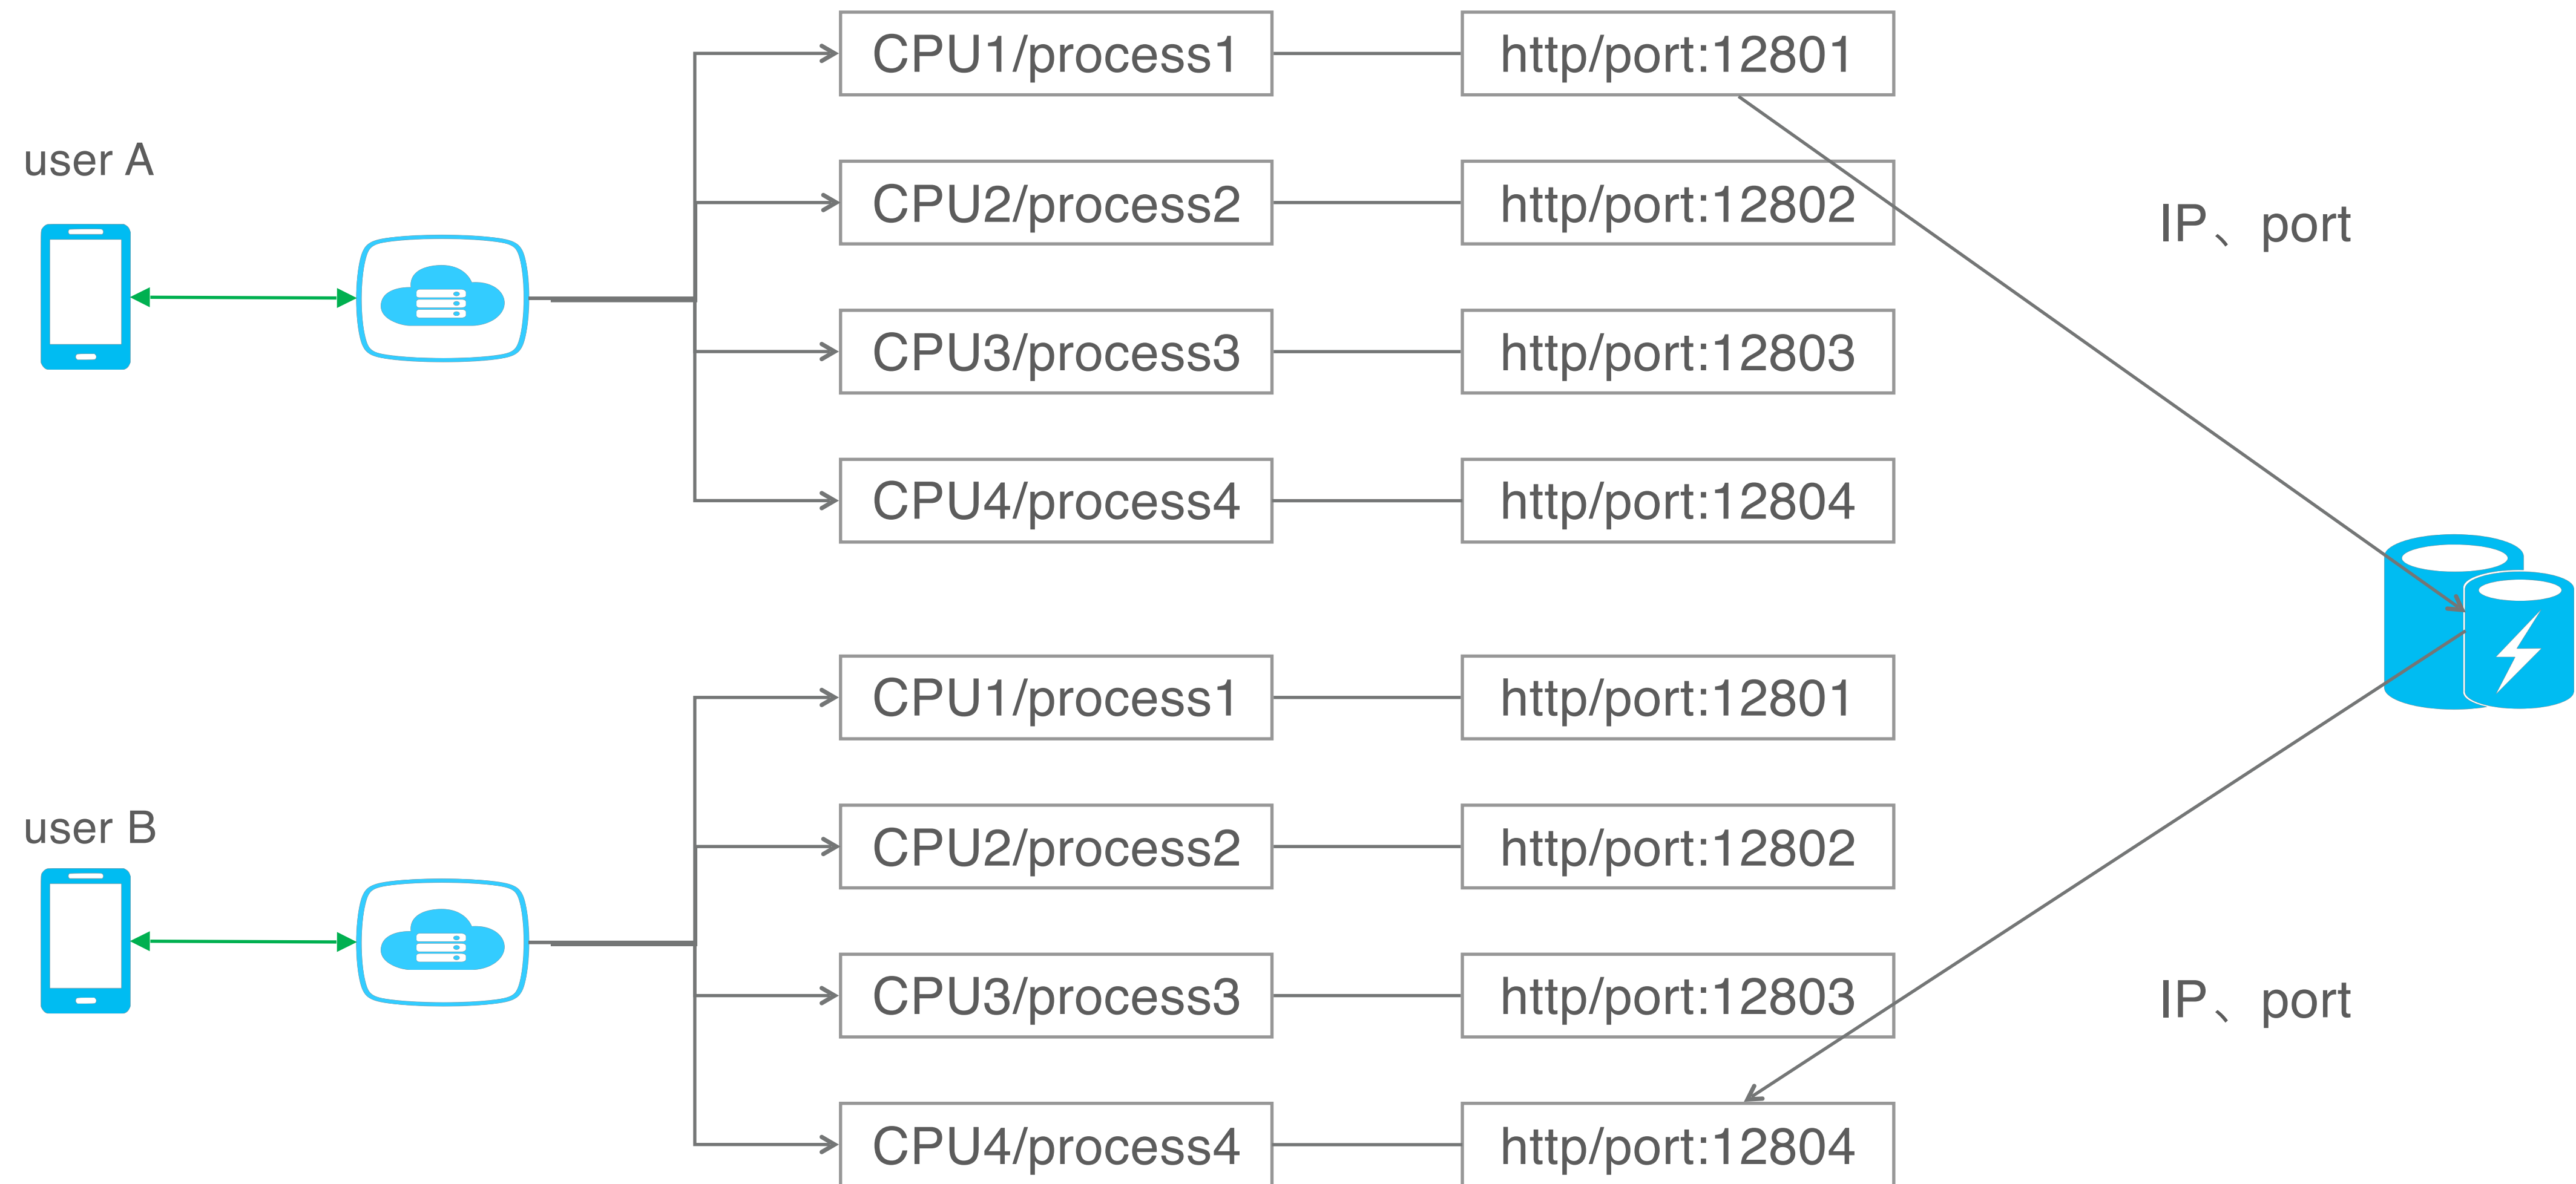 CPU1/process1
http/port:12801
user A
CPU2/process2
http/port:12802
IP、port
CPU3/process3
http/port:12803
CPU4/process4
http/port:12804
CPU1/process1
http/port:12801
user B
CPU2/process2
http/port:12802
CPU3/process3
http/port:12803
IP、port
CPU4/process4
http/port:12804